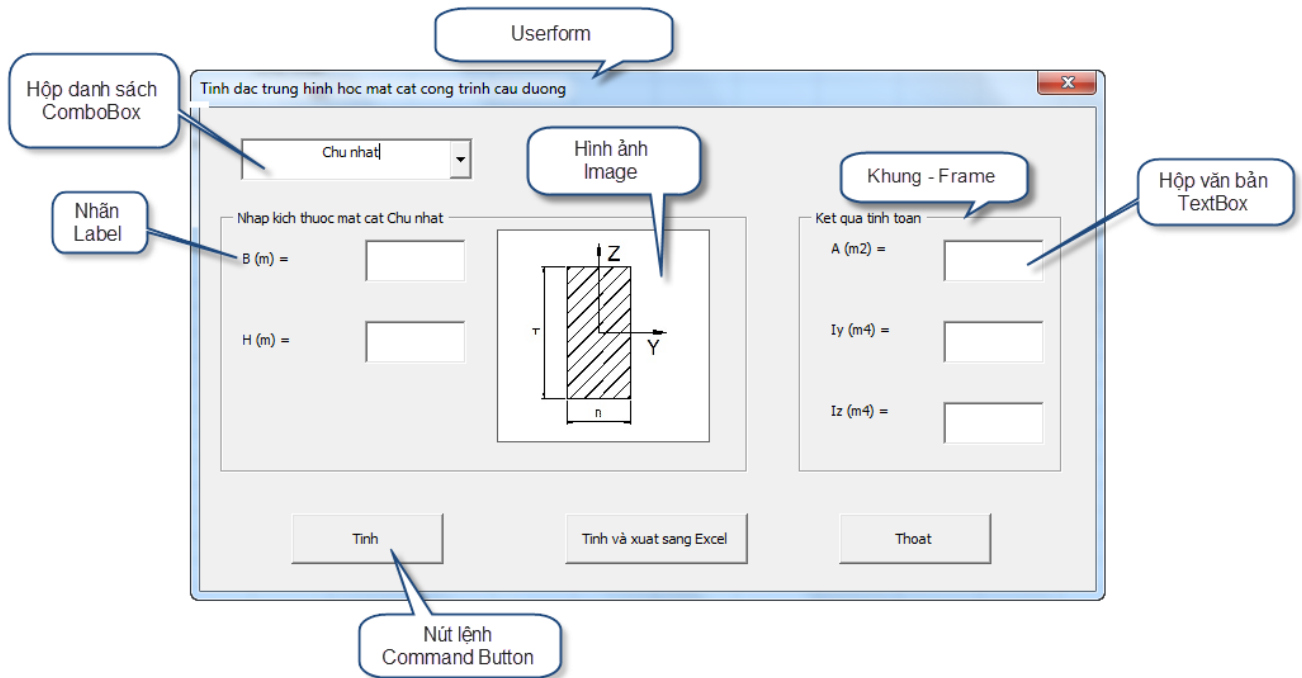 Userform
Hộp danh sách
ComboBox
Tinh dac trung hinh hoc mat cat cong trinh cau duong
Chu nhat
Hình ảnh
Image
Khung - Frame
Hộp văn bản
TextBox
Nhãn
Label
Nhap kich thuoc mat cat Chu nhat
Ket qua tinh toan
B (m) =
A (m2) =
Z
Y
H (m) =
Iy (m4) =
n
Iz (m4) =
Tinh
Tinh và xuat sang Excel
Thoat
Nút lệnh
Command Button